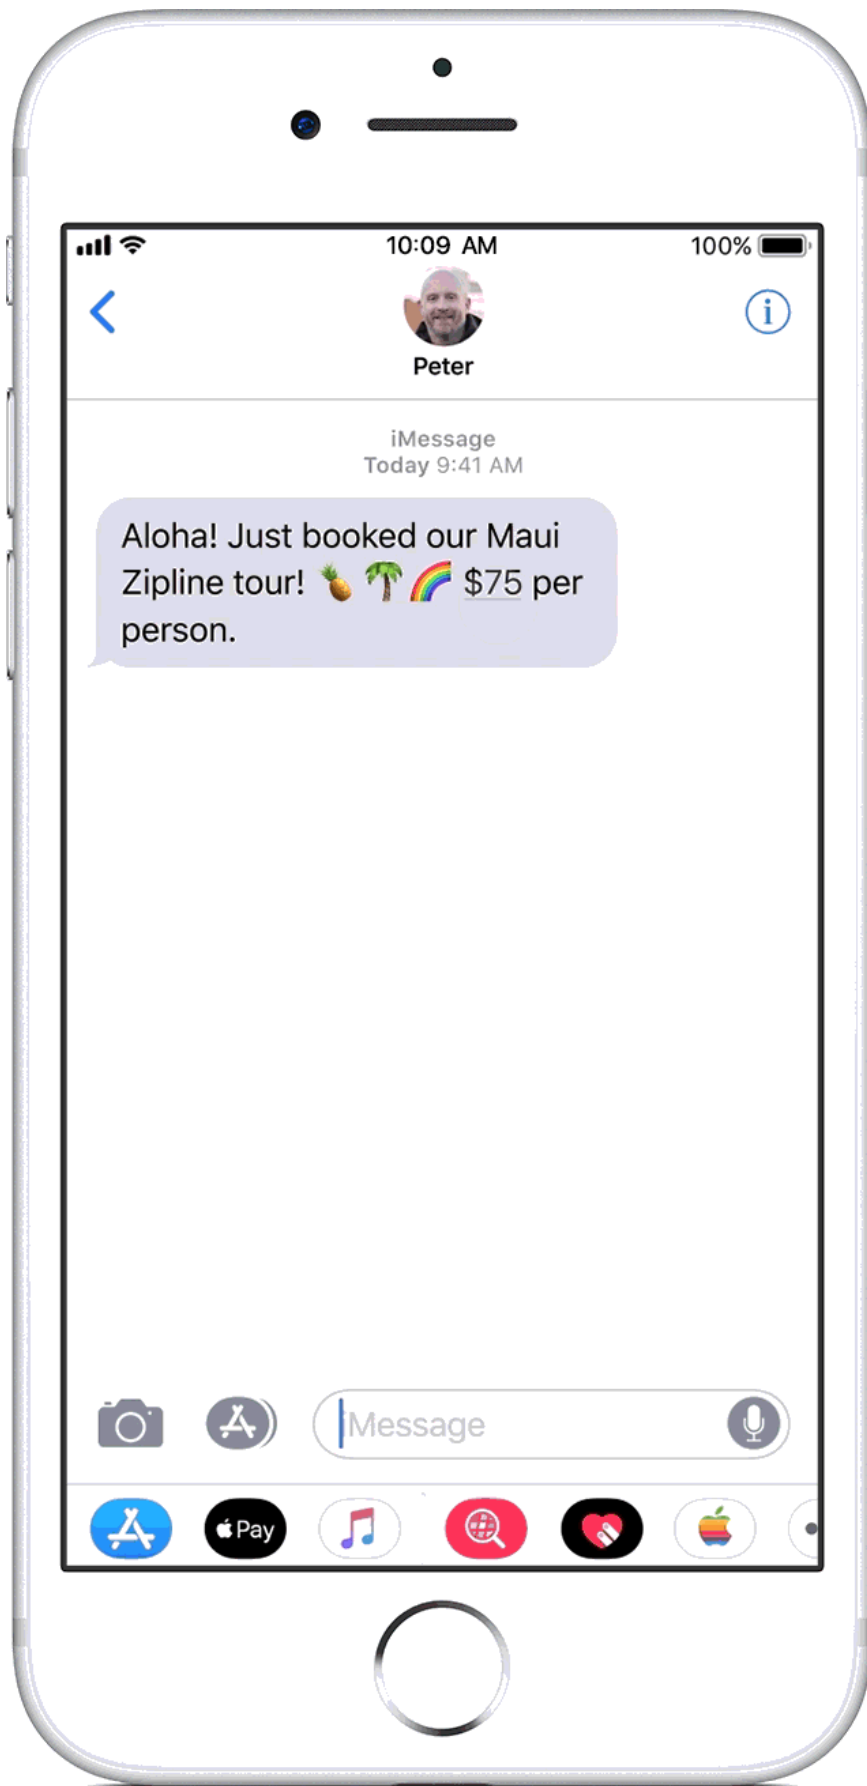 10:09 AM
100%
Peter
iMessage
Today 9:41 AM
Aloha! Just booked our Maui
Zipline tour! 🍍 🌴 🌈 $75 per
person.
iMessage
Pay